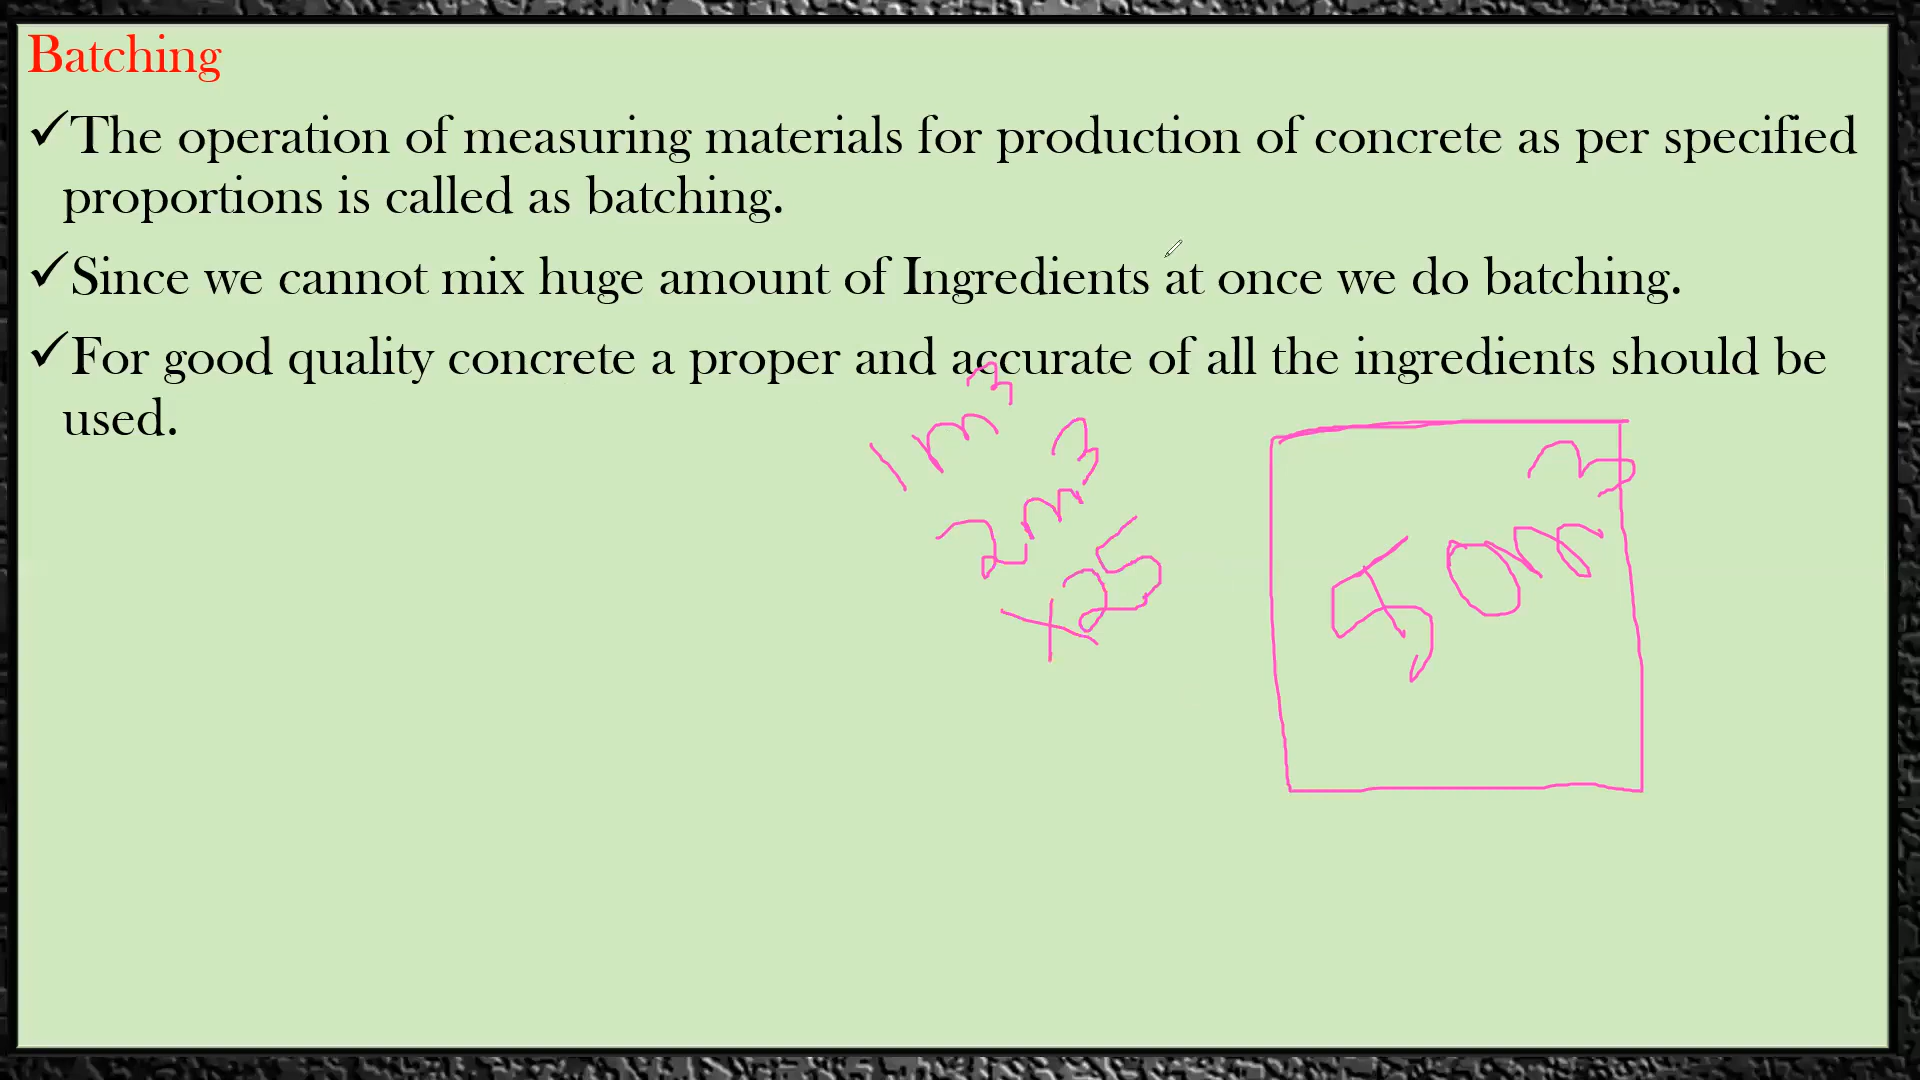 Batching
✓The operation of measuring materials for production of concrete as per specified
proportions is called as batching.
✓Since we cannot mix huge amount of Ingredients at once we do batching.
✓For good quality concrete a proper and accurate of all the ingredients should be
used.
1m³
2m³
×25
50m³